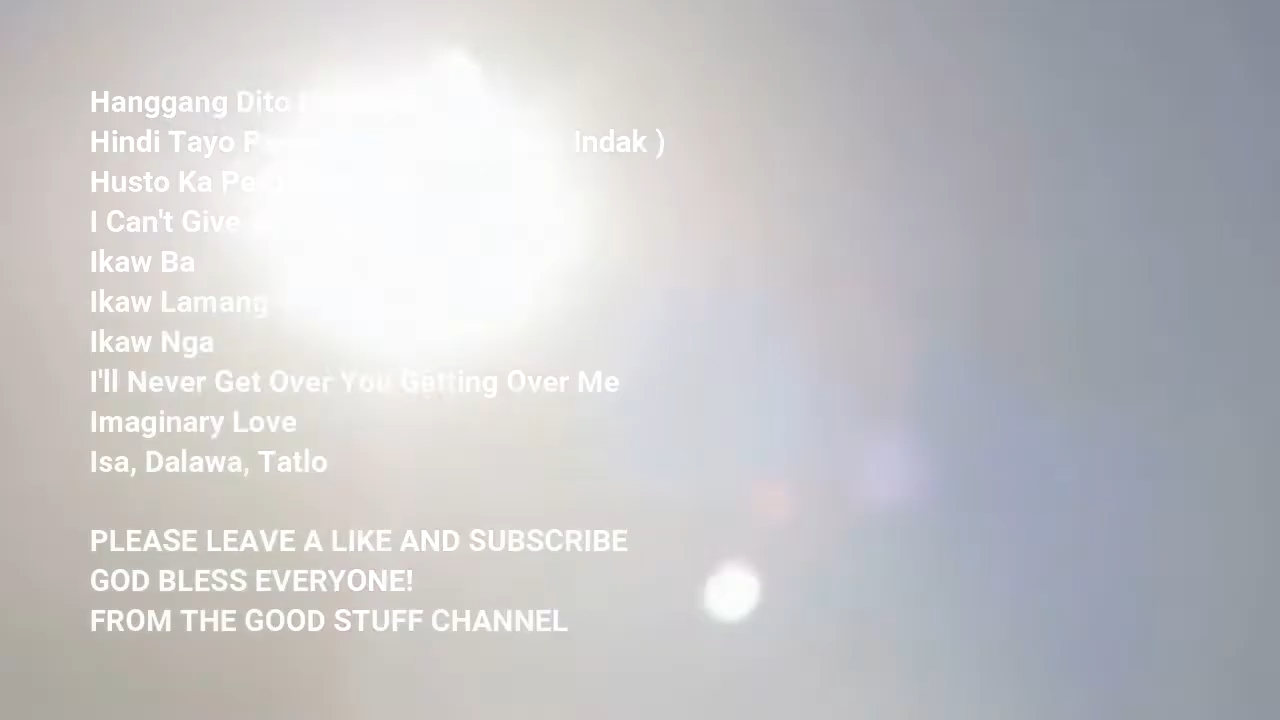 Hanggang Dito
Hindi Tayo Indak )
Husto Ka
I Can't Give
Ikaw Ba
Ikaw Lamang
Ikaw Nga
I'll Never Get Over You Getting Over Me
Imaginary Love
Isa, Dalawa, Tatlo
PLEASE LEAVE A LIKE AND SUBSCRIBE
GOD BLESS EVERYONE!
FROM THE GOOD STUFF CHANNEL